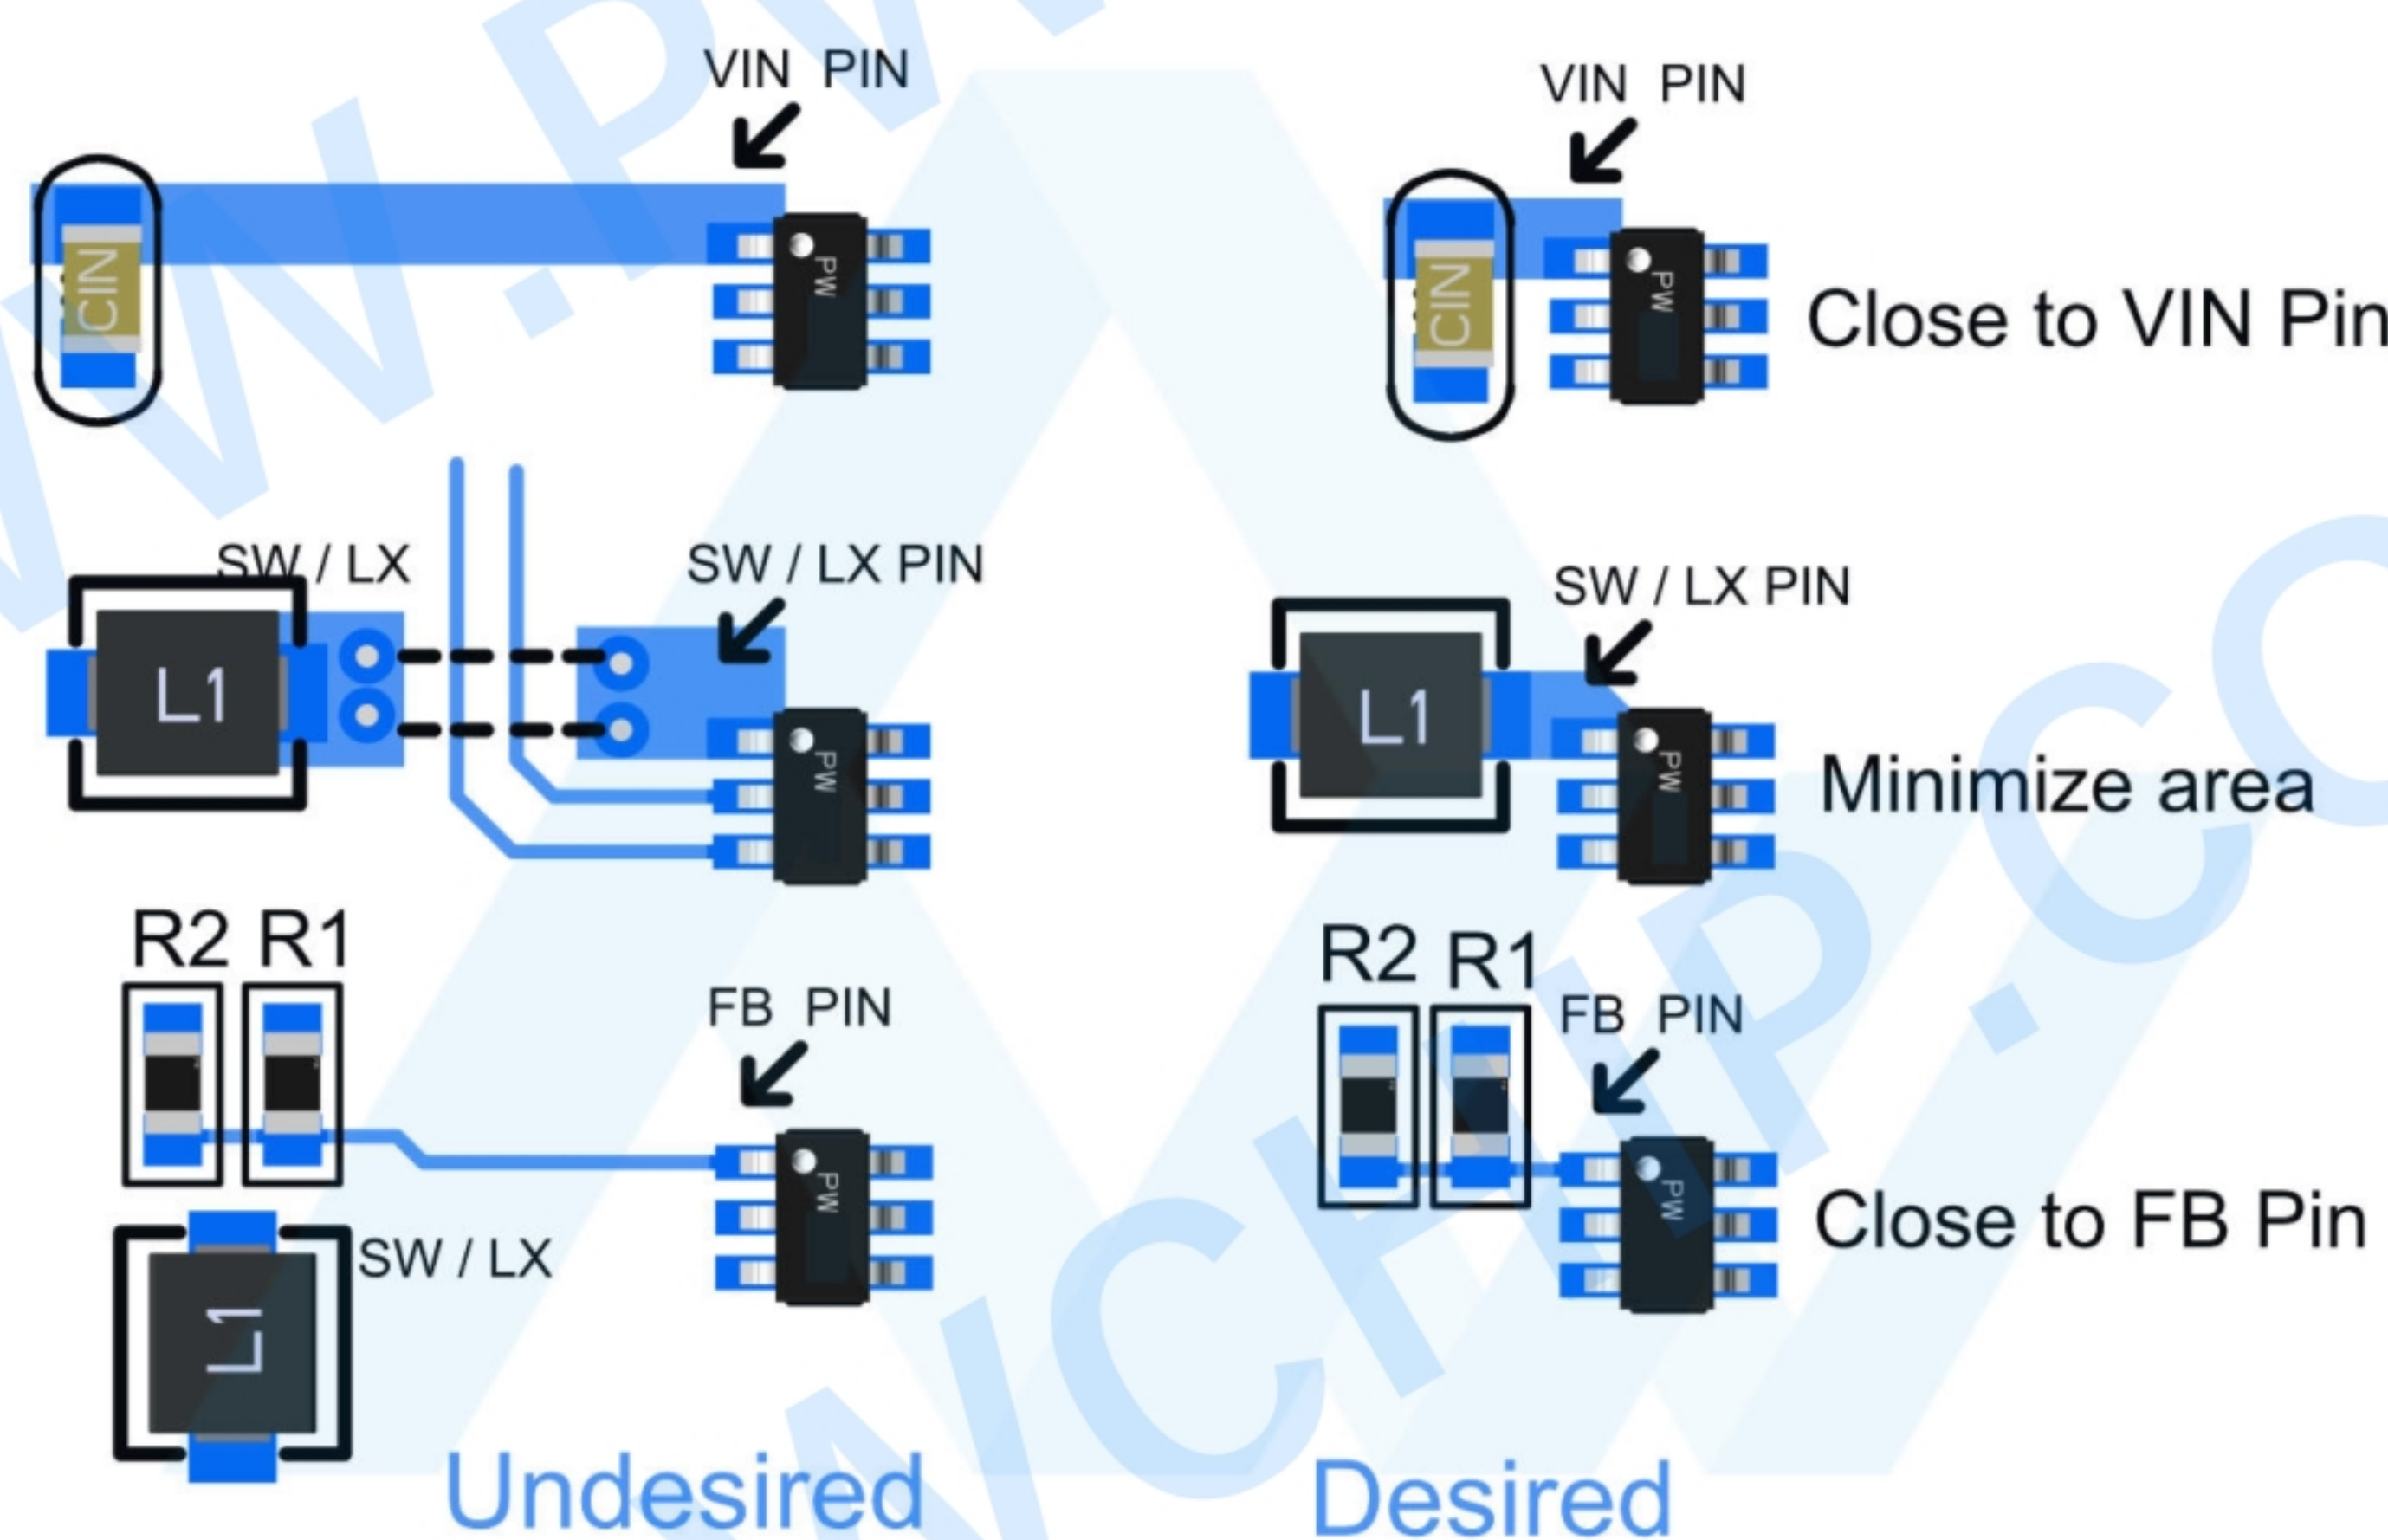 VIN PIN
VIN PIN
CIN
PW
CIN
PW
Close to VIN Pin
SW / LX
SW / LX PIN
SW / LX PIN
L1
PW
L1
PW
Minimize area
R2 R1
FB PIN
R2 R1
FB PIN
PW
PW
Close to FB Pin
SW / LX
L1
Undesired
Desired